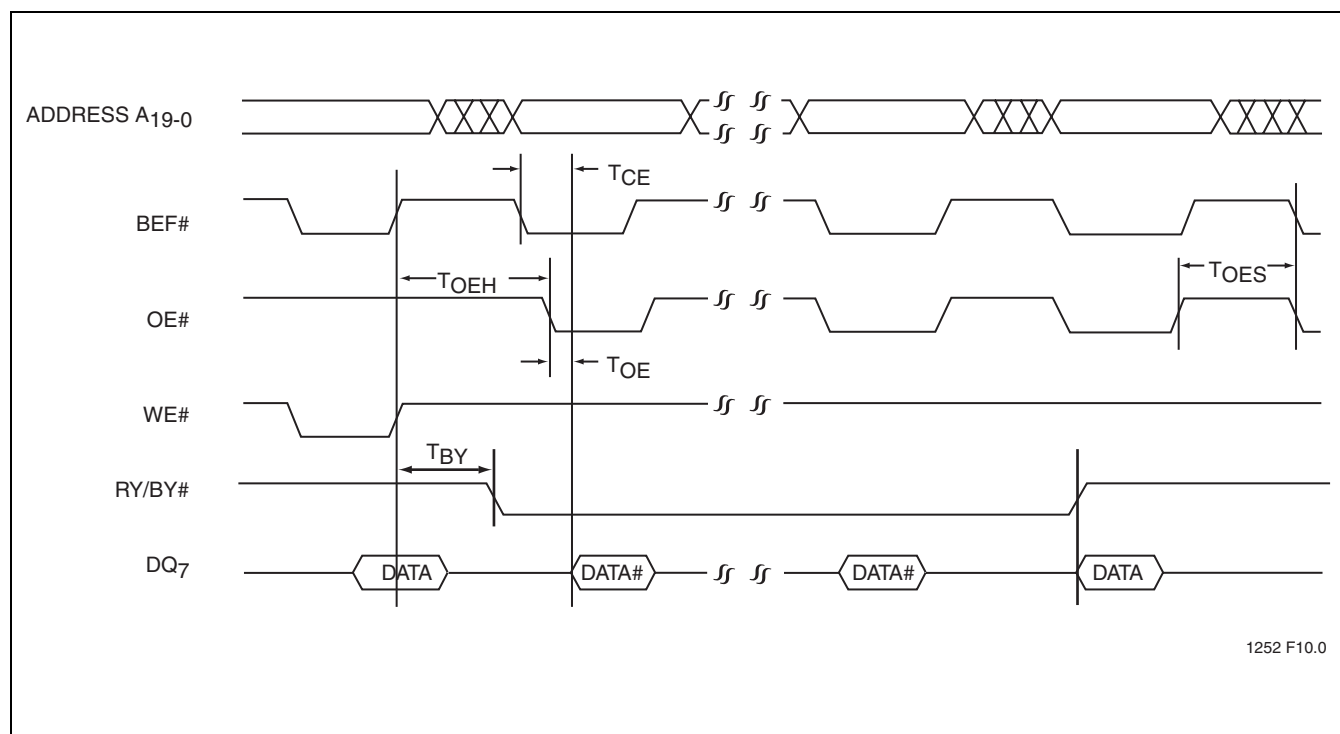 ADDRESS A19-0
TCE
BEF#
TOEH
TOES
OE#
TOE
WE#
TBY
RY/BY#
DQ7
DATA
DATA#
DATA#
DATA
1252 F10.0